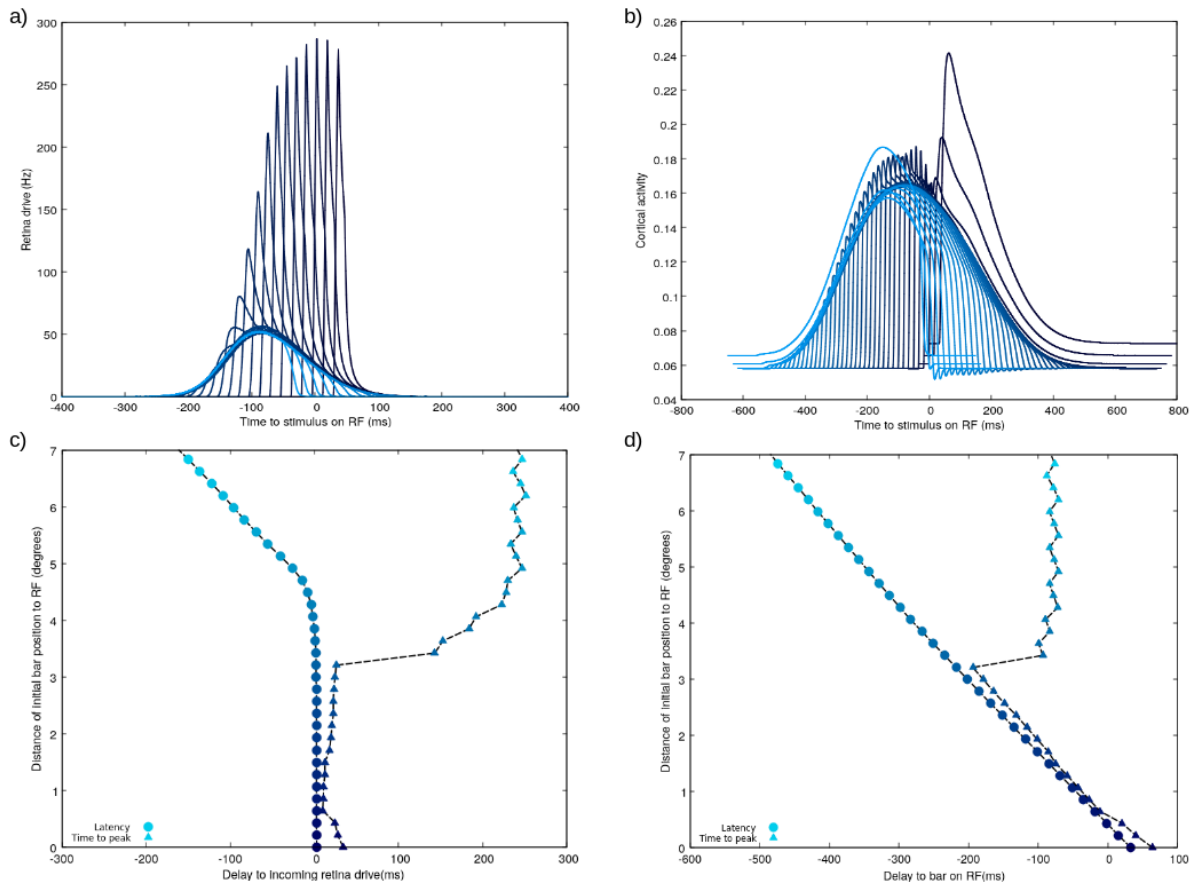 a)
300
250
200
150
100
50
0
Retina drive (Hz)
-400 -300 -200 -100 0 100 200 300 400
Time to stimulus on RF (ms)
b)
0.26
0.24
0.22
0.2
0.18
0.16
0.14
0.12
0.1
0.08
0.06
0.04
Cortical activity
-800 -600 -400 -200 0 200 400 600 800
Time to stimulus on RF (ms)
c)
7
6
5
4
3
2
1
0
Distance of initial bar position to RF (degrees)
Latency
Time to peak
-300 -200 -100 0 100 200 300
Delay to incoming retina drive(ms)
d)
7
6
5
4
3
2
1
0
Distance of initial bar position to RF (degrees)
Latency
Time to peak
-600 -500 -400 -300 -200 -100 0 100
Delay to bar on RF(ms)